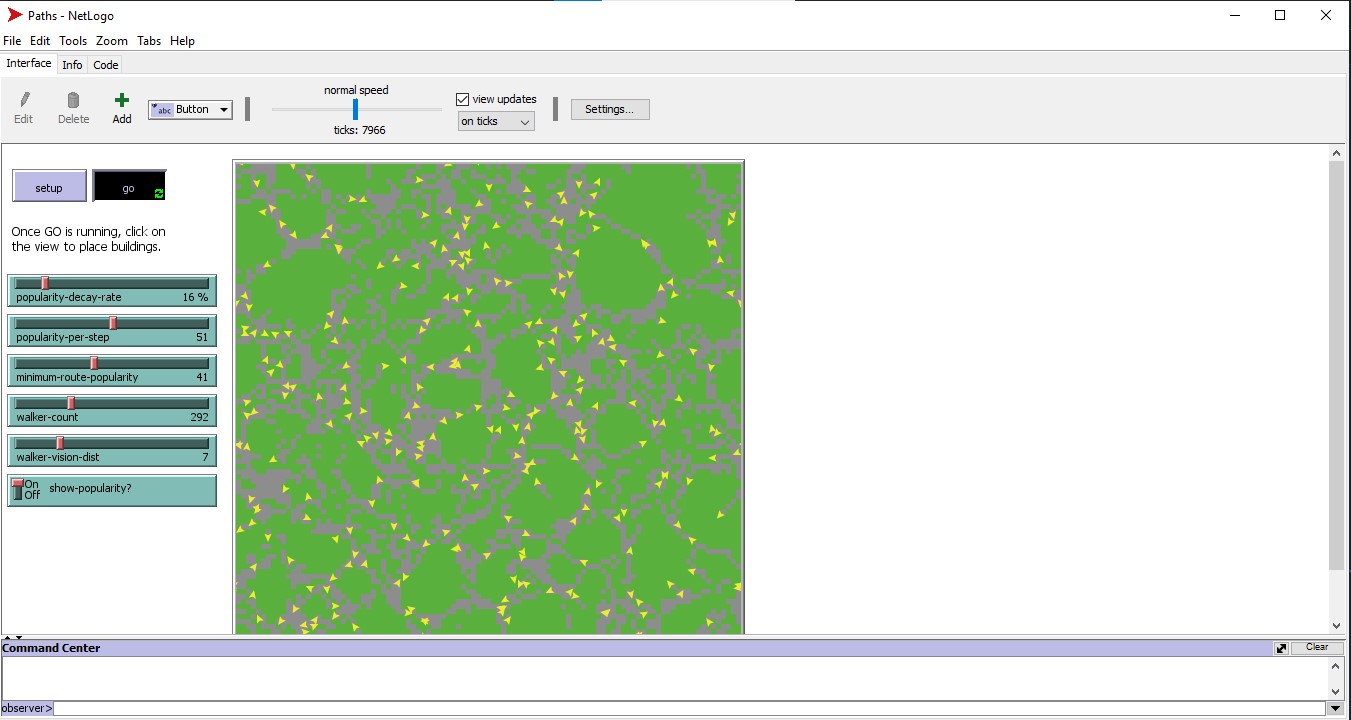 Paths - NetLogo
File Edit Tools Zoom Tabs Help
Interface Info Code
normal speed
view updates
Edit Delete Add abc Button on ticks Settings...
ticks: 7966
setup go
Once GO is running, click on
the view to place buildings.
popularity-decay-rate 16 %
popularity-per-step 51
minimum-route-popularity 41
walker-count 292
walker-vision-dist 7
On
Off show-popularity?
Command Center Clear
observer>